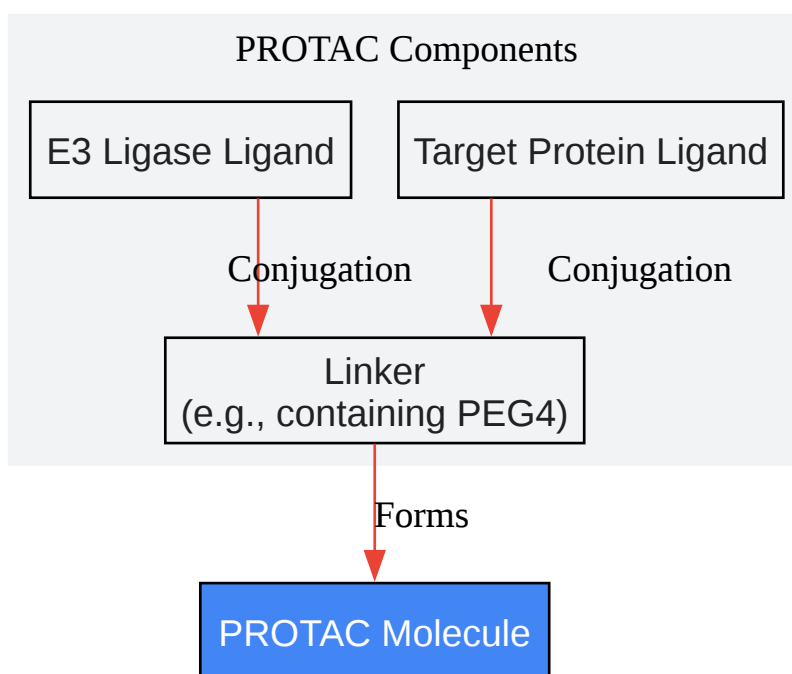 PROTAC Components
E3 Ligase Ligand
Target Protein Ligand
Conjugation
Conjugation
Linker
(e.g., containing PEG4)
Forms
PROTAC Molecule